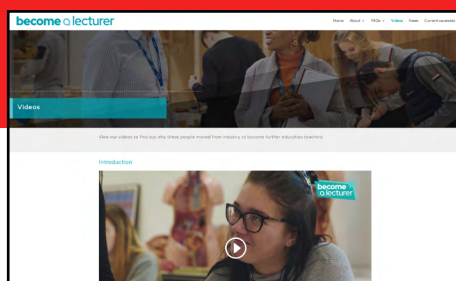 become a lecturer
Home About FAQs Videos News Current vacancies
Videos
View our videos to find out why these people moved from industry to become further education teachers.
Introduction
become
a lecturer